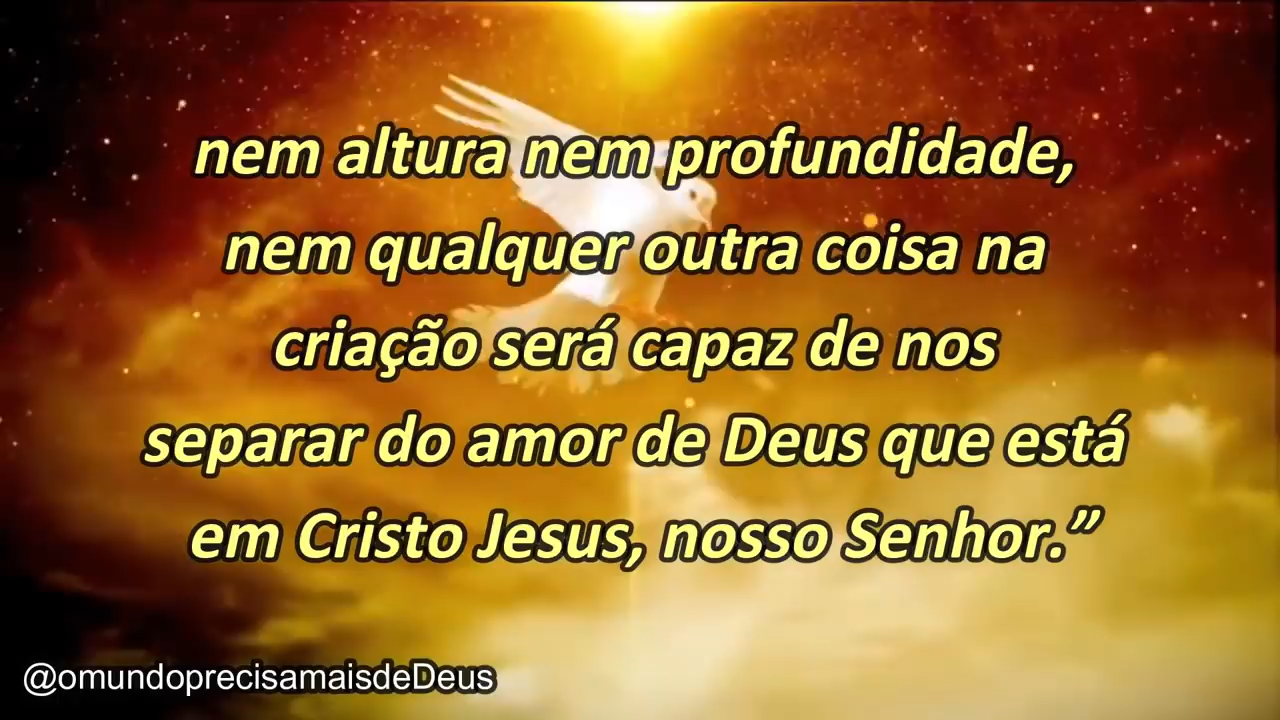 nem altura nem profundidade,
nem qualquer outra coisa na
criação será capaz de nos
separar do amor de Deus que está
em Cristo Jesus, nosso Senhor.”
@omundoprecisamaisdeDeus